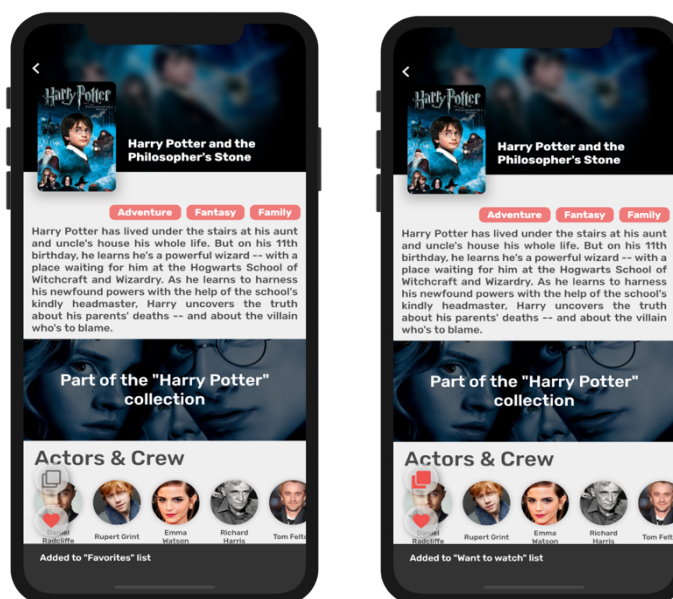 Harry Potter
Harry Potter and the
Philosopher's Stone
Adventure Fantasy Family
Harry Potter has lived under the stairs at his aunt
and uncle's house his whole life. But on his 11th
birthday, he learns he's a powerful wizard -- with a
place waiting for him at the Hogwarts School of
Witchcraft and Wizardry. As he learns to harness
his newfound powers with the help of the school's
kindly headmaster, Harry uncovers the truth
about his parents' deaths -- and about the villain
who's to blame.
Part of the "Harry Potter"
collection
Actors & Crew
Daniel
Radcliffe
Rupert Grint
Emma
Watson
Richard
Harris
Tom Felto
Added to "Favorites" list
Harry Potter
Harry Potter and the
Philosopher's Stone
Adventure Fantasy Family
Harry Potter has lived under the stairs at his aunt
and uncle's house his whole life. But on his 11th
birthday, he learns he's a powerful wizard -- with a
place waiting for him at the Hogwarts School of
Witchcraft and Wizardry. As he learns to harness
his newfound powers with the help of the school's
kindly headmaster, Harry uncovers the truth
about his parents' deaths -- and about the villain
who's to blame.
Part of the "Harry Potter"
collection
Actors & Crew
Daniel
Radcliffe
Rupert Grint
Emma
Watson
Richard
Harris
Tom Felt
Added to "Want to watch" list